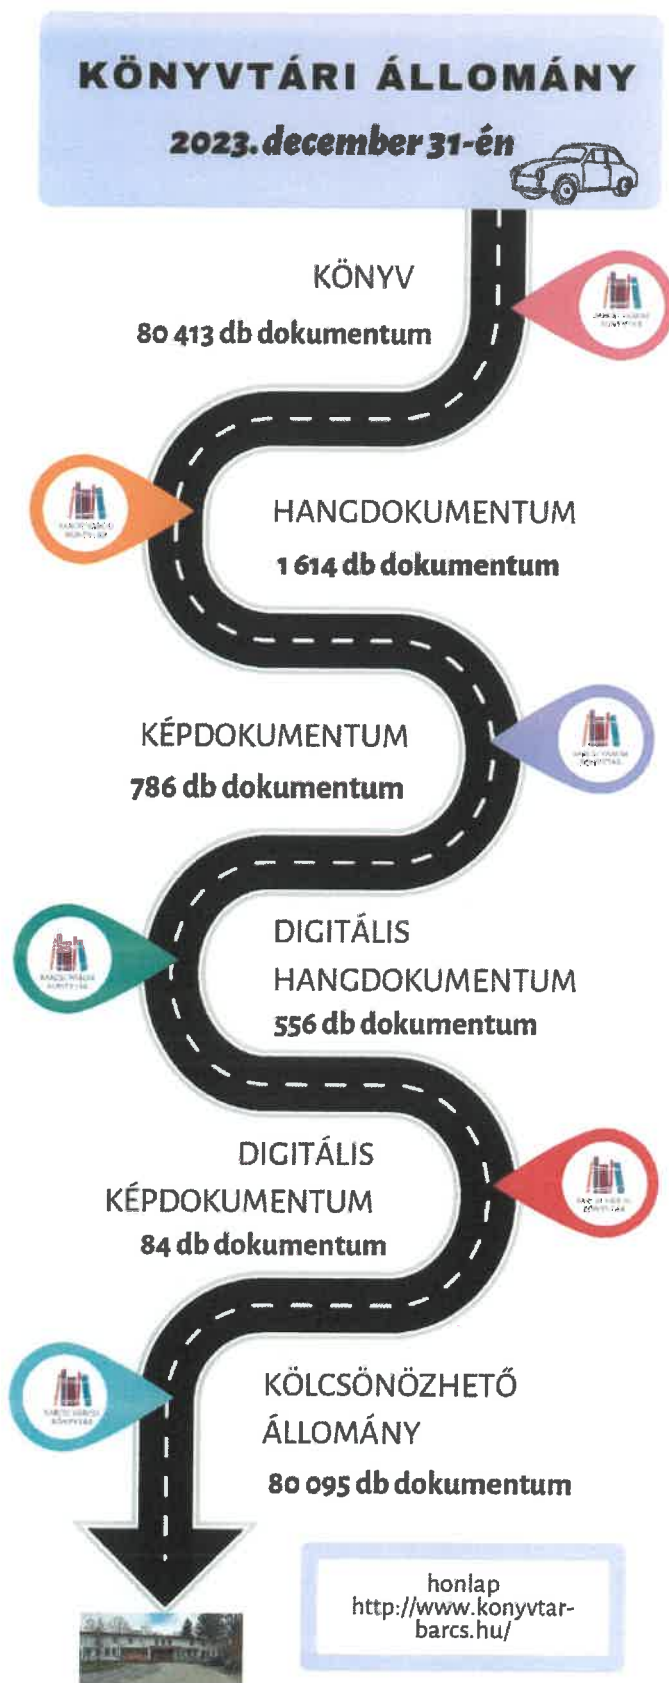 KÖNYVTÁRI ÁLLOMÁNY
2023. december 31-én
KÖNYV
80 413 db dokumentum
HANGDOKUMENTUM
1 614 db dokumentum
KÉPDOKUMENTUM
786 db dokumentum
DIGITÁLIS
HANGDOKUMENTUM
556 db dokumentum
DIGITÁLIS
KÉPDOKUMENTUM
84 db dokumentum
KÖLCSÖNÖZHETŐ
ÁLLOMÁNY
80 095 db dokumentum
honlap
http://www.konyvtar-
barcs.hu/